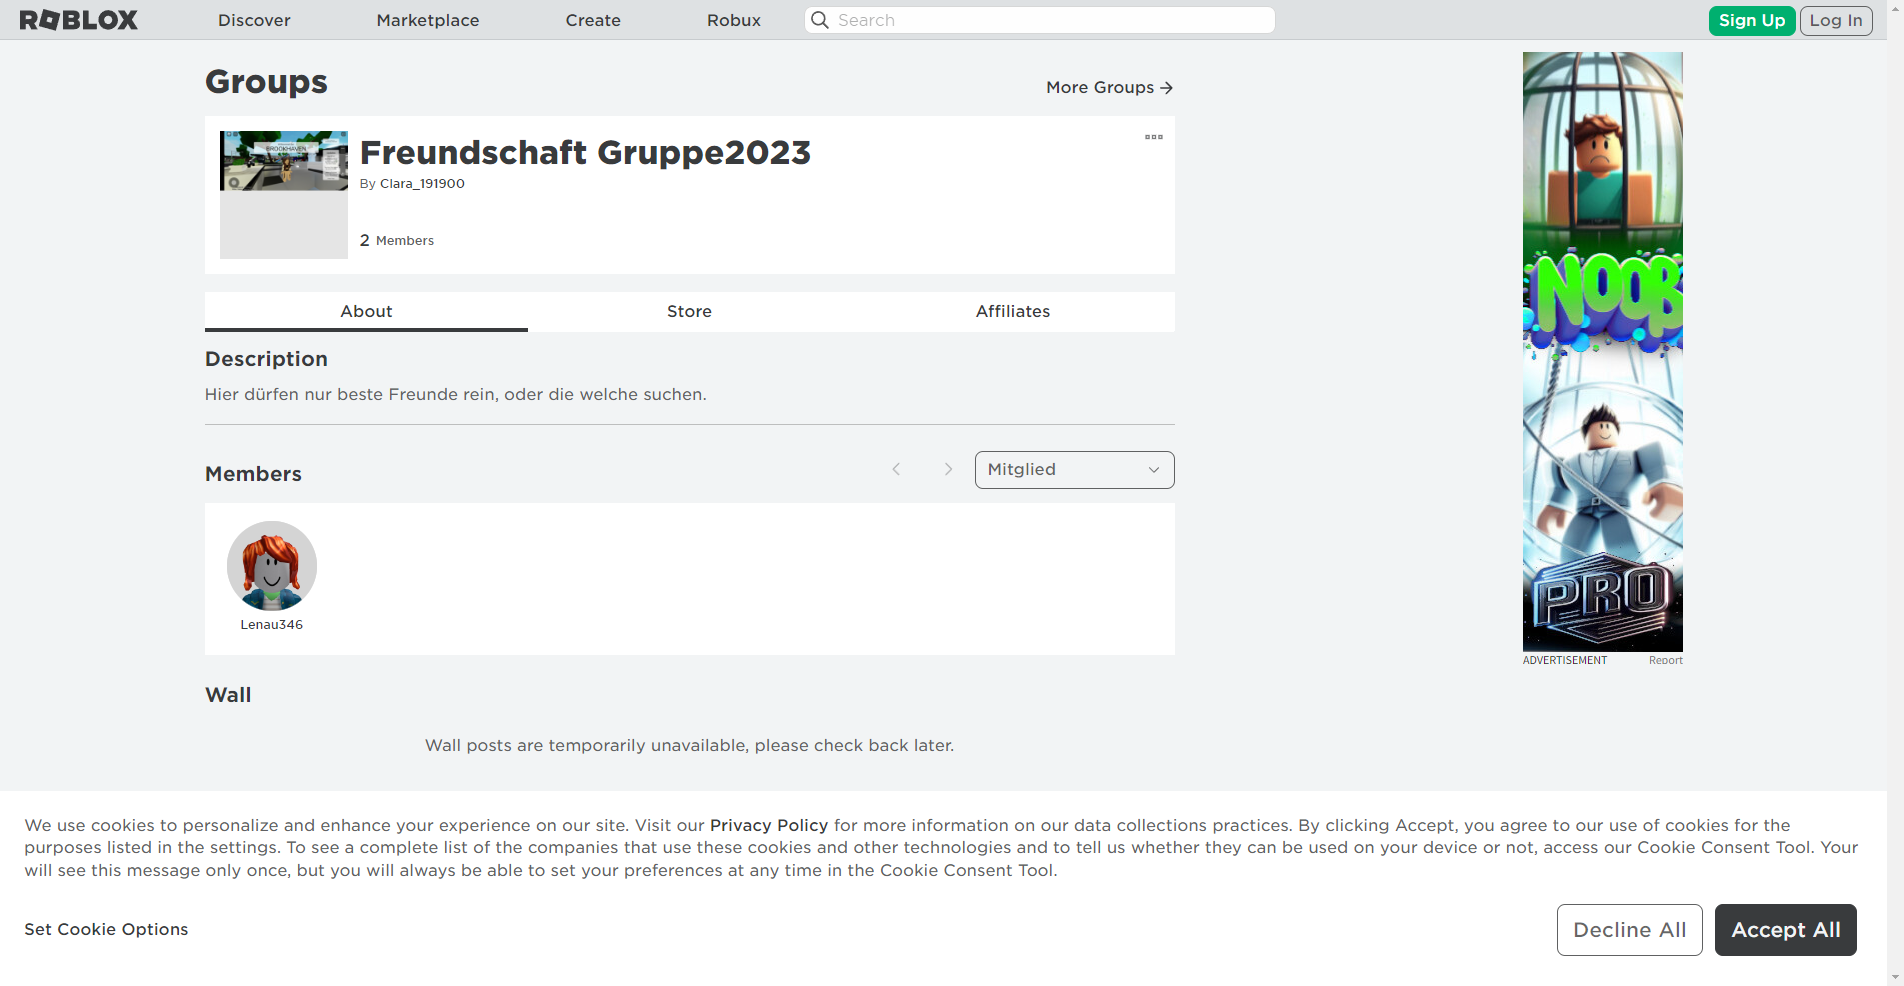 ROBLOX
Discover
Marketplace
Create
Robux
Search
Sign Up
Log In
Groups
More Groups
BROOKHAVEN
Freundschaft Gruppe2023
By Clara_191900
2 Members
About
Store
Affiliates
Description
Hier dürfen nur beste Freunde rein, oder die welche suchen.
Members
Mitglied
Lenau346
Wall
Wall posts are temporarily unavailable, please check back later.
NOOB
PRO
ADVERTISEMENT
Report
We use cookies to personalize and enhance your experience on our site. Visit our Privacy Policy for more information on our data collections practices. By clicking Accept, you agree to our use of cookies for the
purposes listed in the settings. To see a complete list of the companies that use these cookies and other technologies and to tell us whether they can be used on your device or not, access our Cookie Consent Tool. Your
will see this message only once, but you will always be able to set your preferences at any time in the Cookie Consent Tool.
Set Cookie Options
Decline All
Accept All